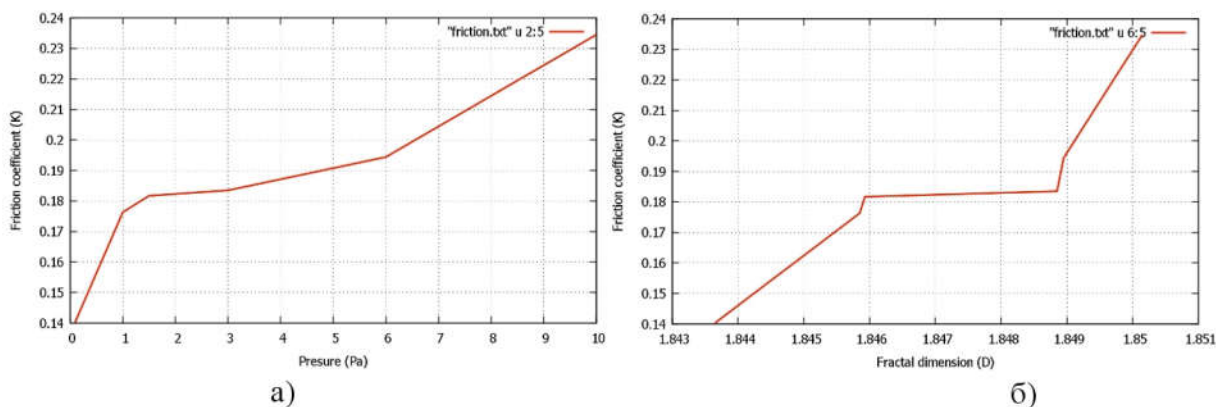 0.24
0.23
0.22
0.21
0.2
0.19
0.18
0.17
0.16
0.15
0.14
Friction coefficient (K)
"friction.txt" u 2:5
0 1 2 3 4 5 6 7 8 9 10
Presure (Pa)
а)
0.24
0.23
0.22
0.21
0.2
0.19
0.18
0.17
0.16
0.15
0.14
Friction coefficient (K)
"friction.txt" u 6:5
1.843 1.844 1.845 1.846 1.847 1.848 1.849 1.85 1.851
Fractal dimension (D)
б)